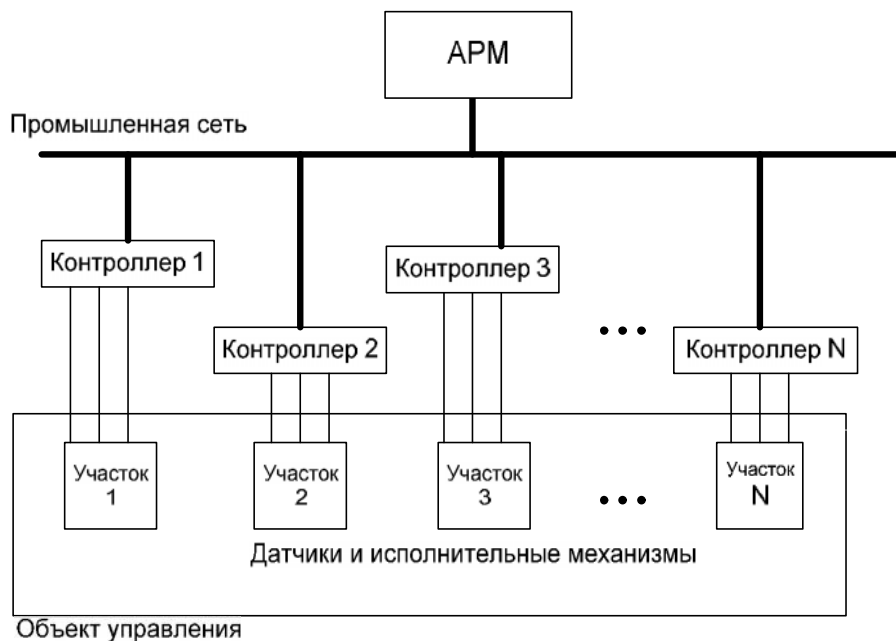 АРМ
Промышленная сеть
Контроллер 1
Контроллер 3
Контроллер 2
Контроллер N
Участок
1
Участок
2
Участок
3
Участок
N
Датчики и исполнительные механизмы
Объект управления